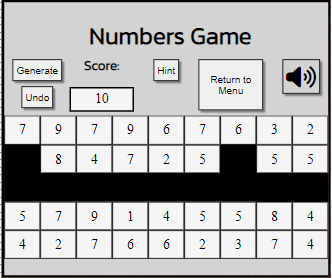 Numbers Game
Generate Score: Hint Return to Menu
Undo 10
7 9 7 9 6 7 6 3 2
8 4 7 2 5 5 5
5 7 9 1 4 5 5 8 4
4 2 7 6 6 2 3 7 4